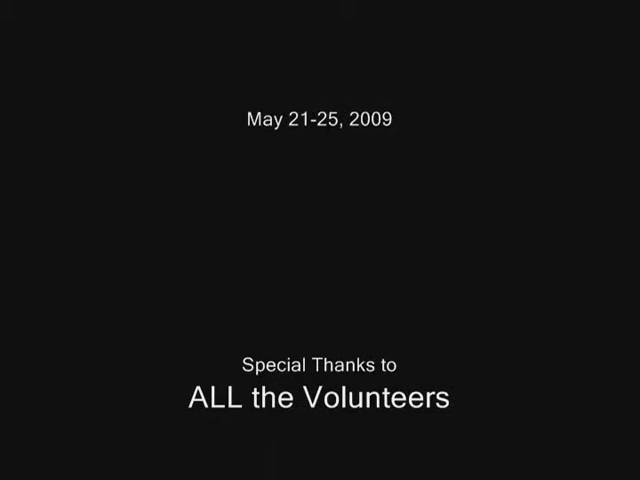 May 21-25, 2009
Special Thanks to
ALL the Volunteers